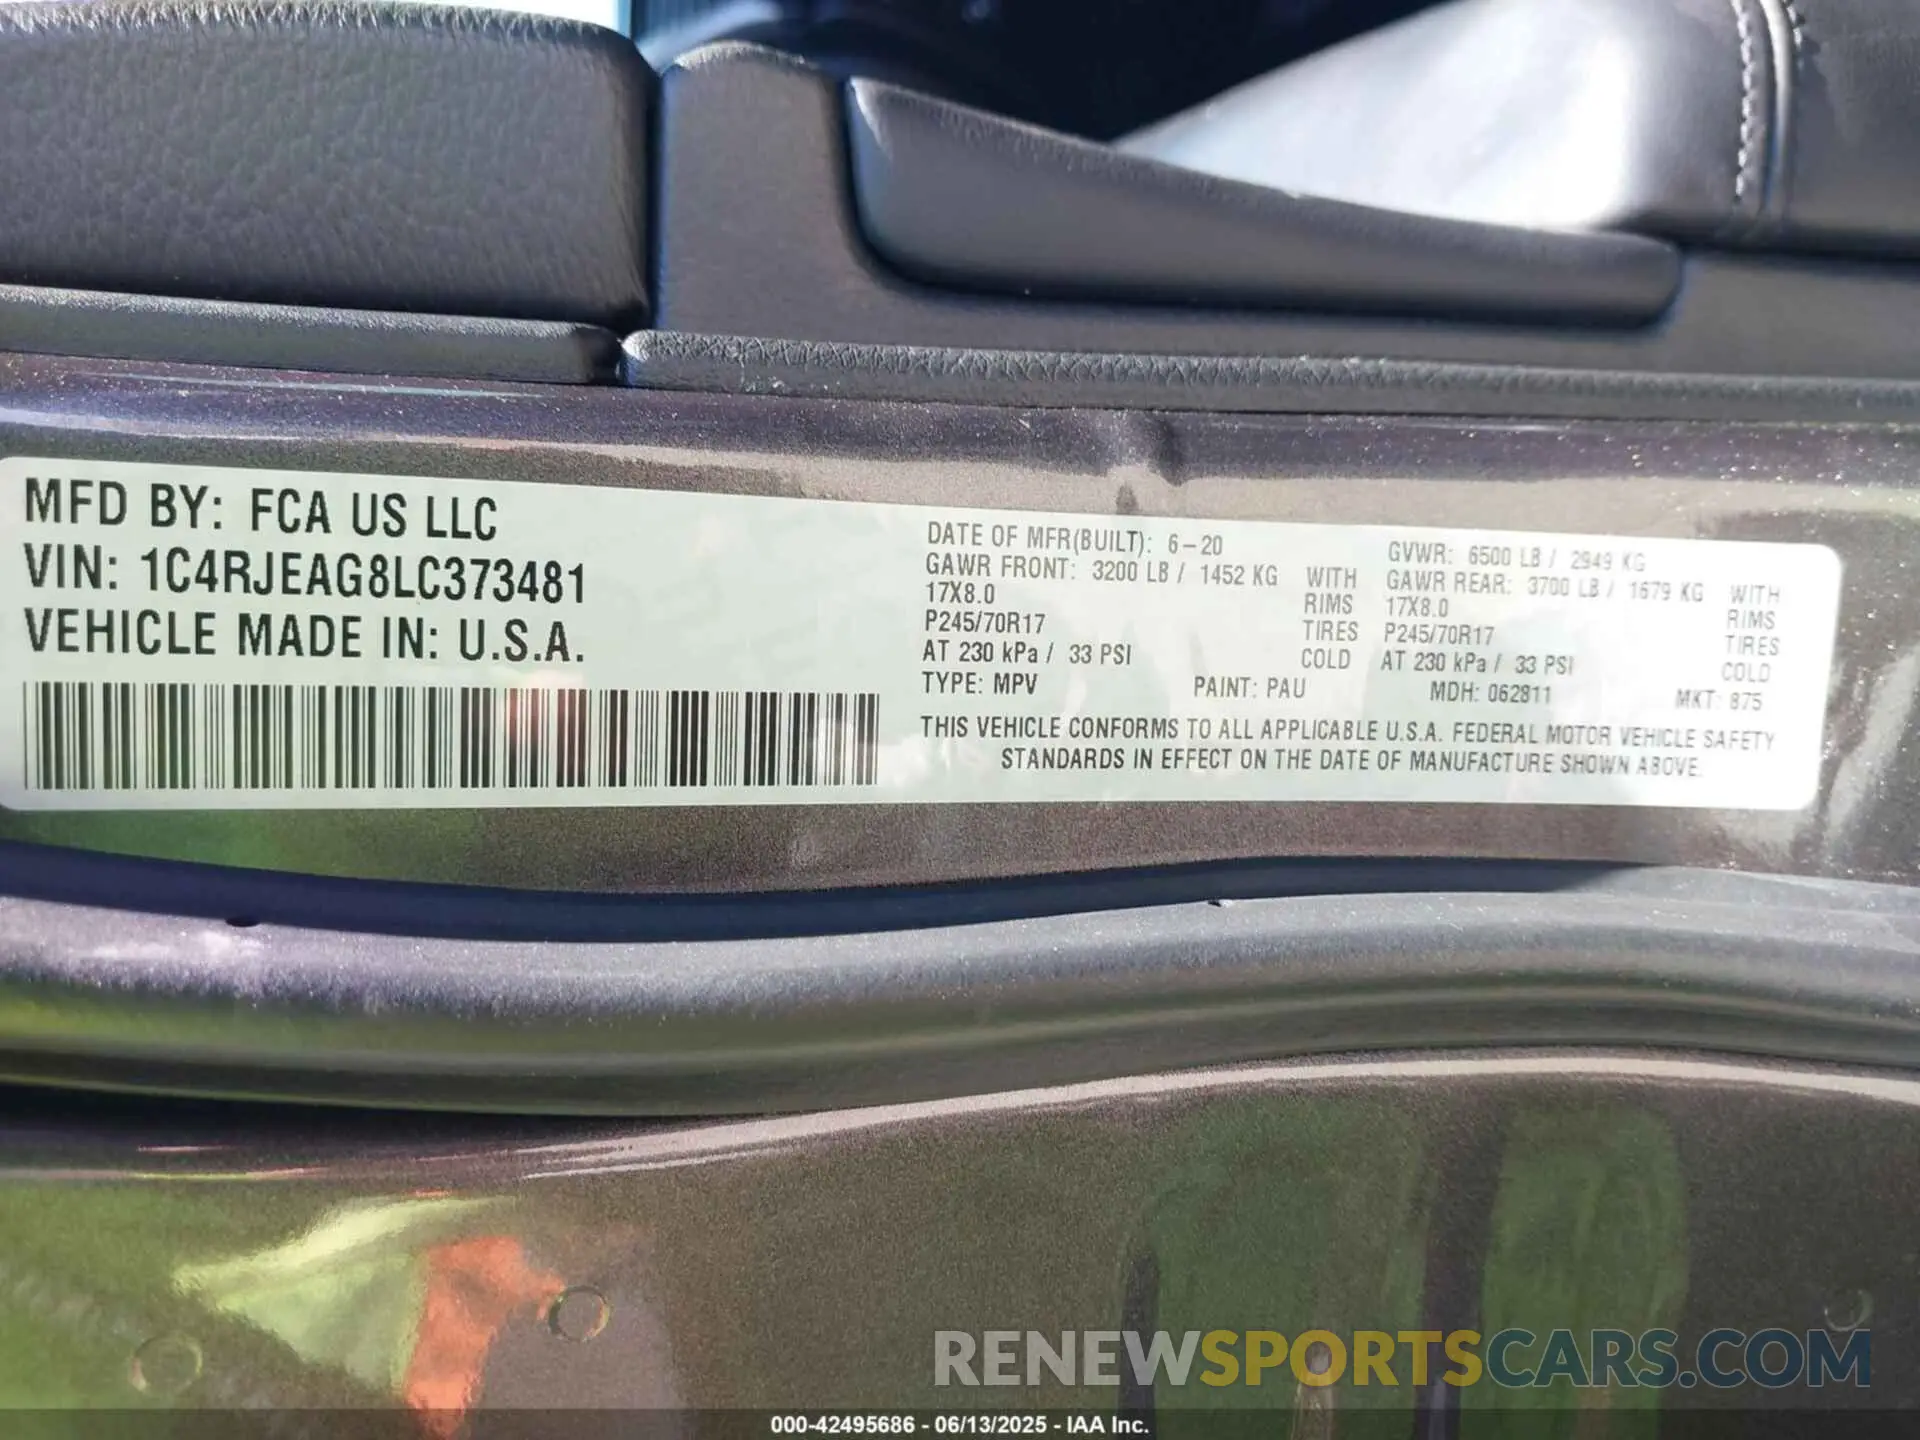 MFD BY: FCA US LLC
VIN: 1C4RJEAG8LC373481
VEHICLE MADE IN: U.S.A.
DATE OF MFR(BUILT): 6-20
GAWR FRONT: 3200 LB / 1452 KG WITH
17X8.0 RIMS
P245/70R17 TIRES
AT 230 kPa / 33 PSI COLD
GVWR: 6500 LB / 2949 KG
GAWR REAR: 3700 LB / 1679 KG WITH
17X8.0 RIMS
P245/70R17 TIRES
AT 230 kPa / 33 PSI COLD
TYPE: MPV PAINT: PAU MDH: 062811 MKT: 875
THIS VEHICLE CONFORMS TO ALL APPLICABLE U.S.A. FEDERAL MOTOR VEHICLE SAFETY
STANDARDS IN EFFECT ON THE DATE OF MANUFACTURE SHOWN ABOVE.
RENEWSPORTSCARS.COM
000-42495686 - 06/13/2025 - IAA Inc.